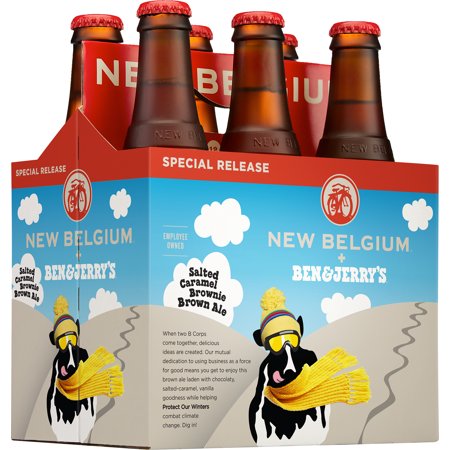 NEW BELGIUM
NEW BELGIUM
SPECIAL RELEASE
NEW BELGIUM
+
BEN&JERRY'S
Salted
Caramel
Brownie
Brown Ale
SPECIAL RELEASE
EMPLOYEE
OWNED
NEW BELGIUM
+
BEN&JERRY'S
Salted
Caramel
Brownie
Brown Ale
When two B Corps
come together, delicious
ideas are created. Our mutual
dedication to using business as a force
for good means you get to enjoy this
brown ale laden with chocolate,
salted-caramel, vanilla
goodness while helping
Protect Our Winters
combat climate
change. Dig in!